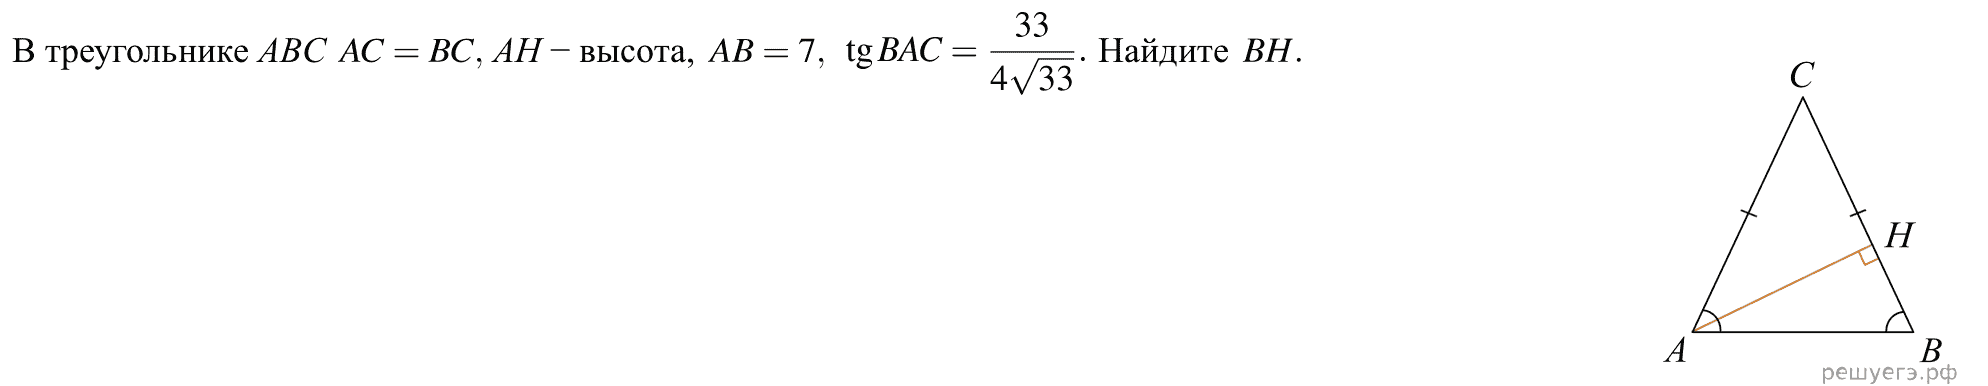 В треугольнике ABC AC = BC, AH − высота, AB = 7, tg BAC = 33/(4√33). Найдите BH.
C
H
A
B
решуегэ.рф